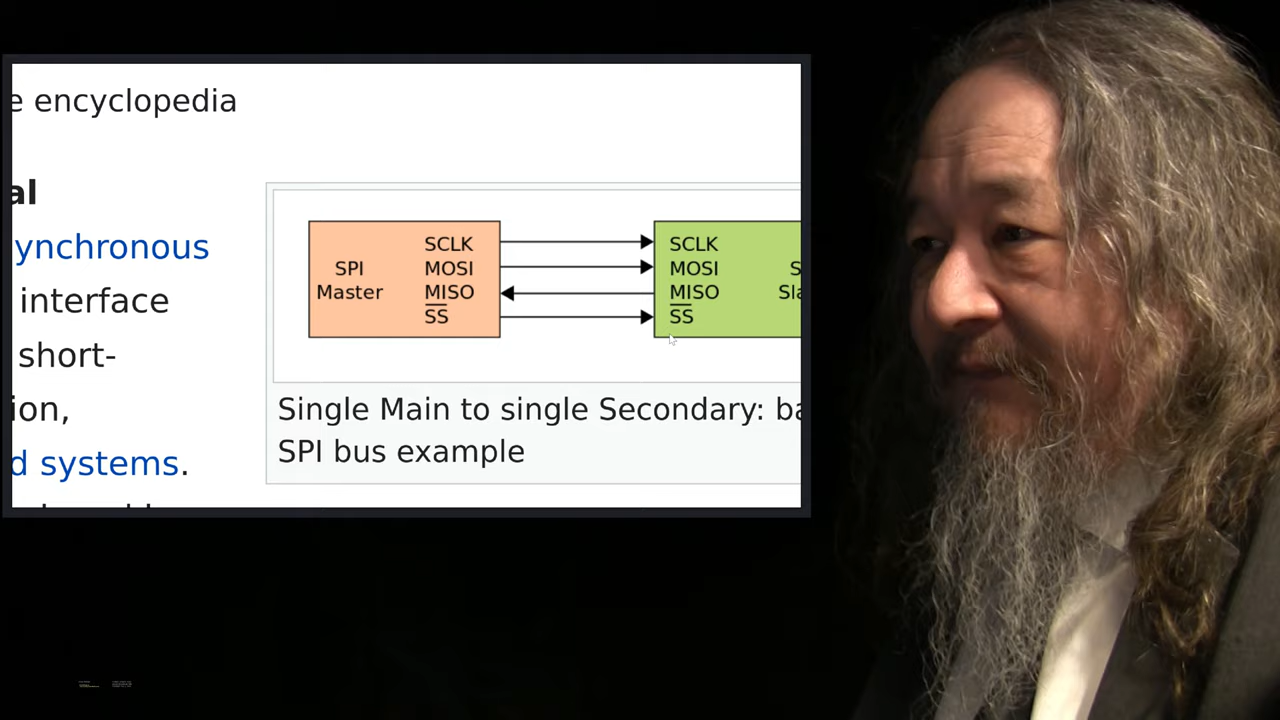 e encyclopedia
al
ynchronous
interface
short-
ion,
d systems.
SPI
Master
SCLK
MOSI
MISO
SS
SCLK
MOSI
MISO
SS
S
Sla
Single Main to single Secondary: ba
SPI bus example